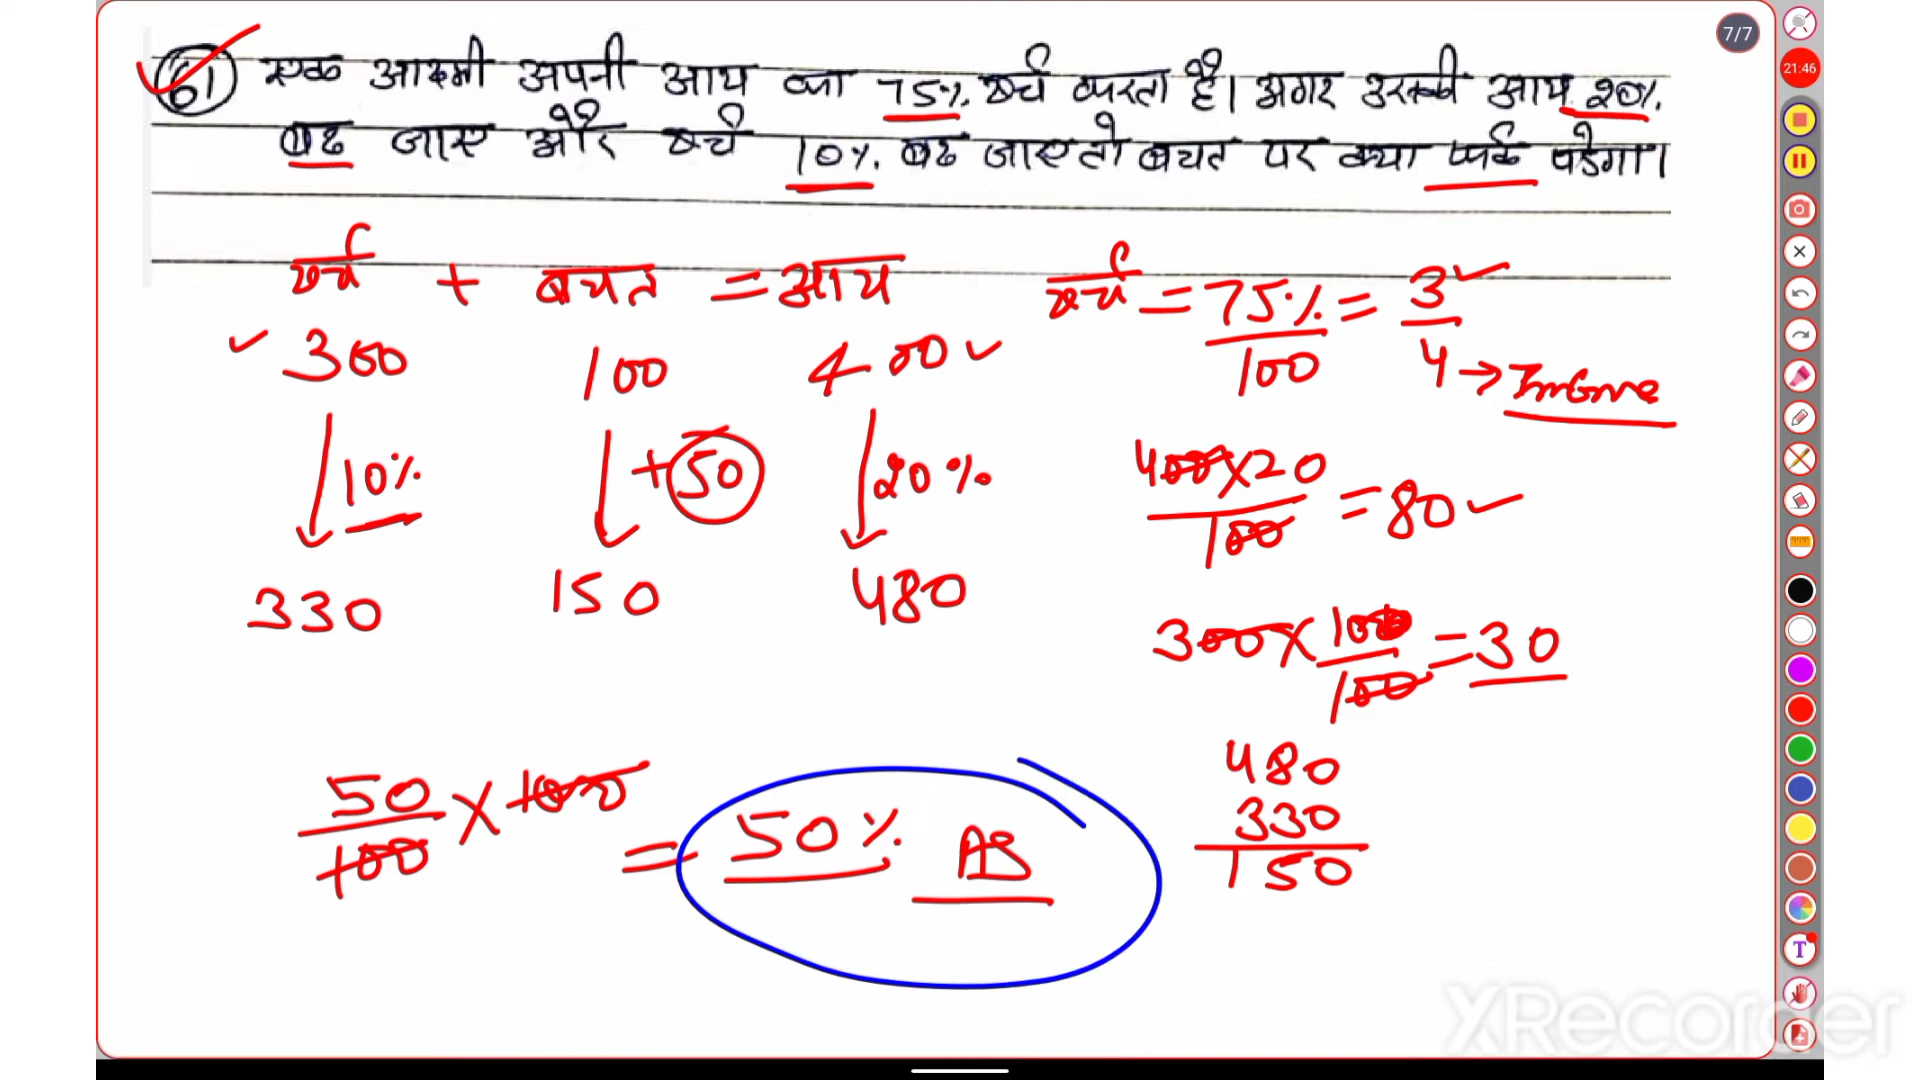 7/7
21:46
61 एक आदमी अपनी आय का 75% खर्च करता है। अगर उसकी आय 20%
बढ जाए और खर्च 10% बढ जाए तो बचत पर क्या फर्क पडेगा।
खर्च + बचत = आय
300 100 400
10% +50 20%
330 150 480
खर्च = 75% / 100 = 3/4 → Income
400×20 / 100 = 80
300 × 100/100 = 30
480
330
150
50/100 × 100 = 50% As
T
XRecorder